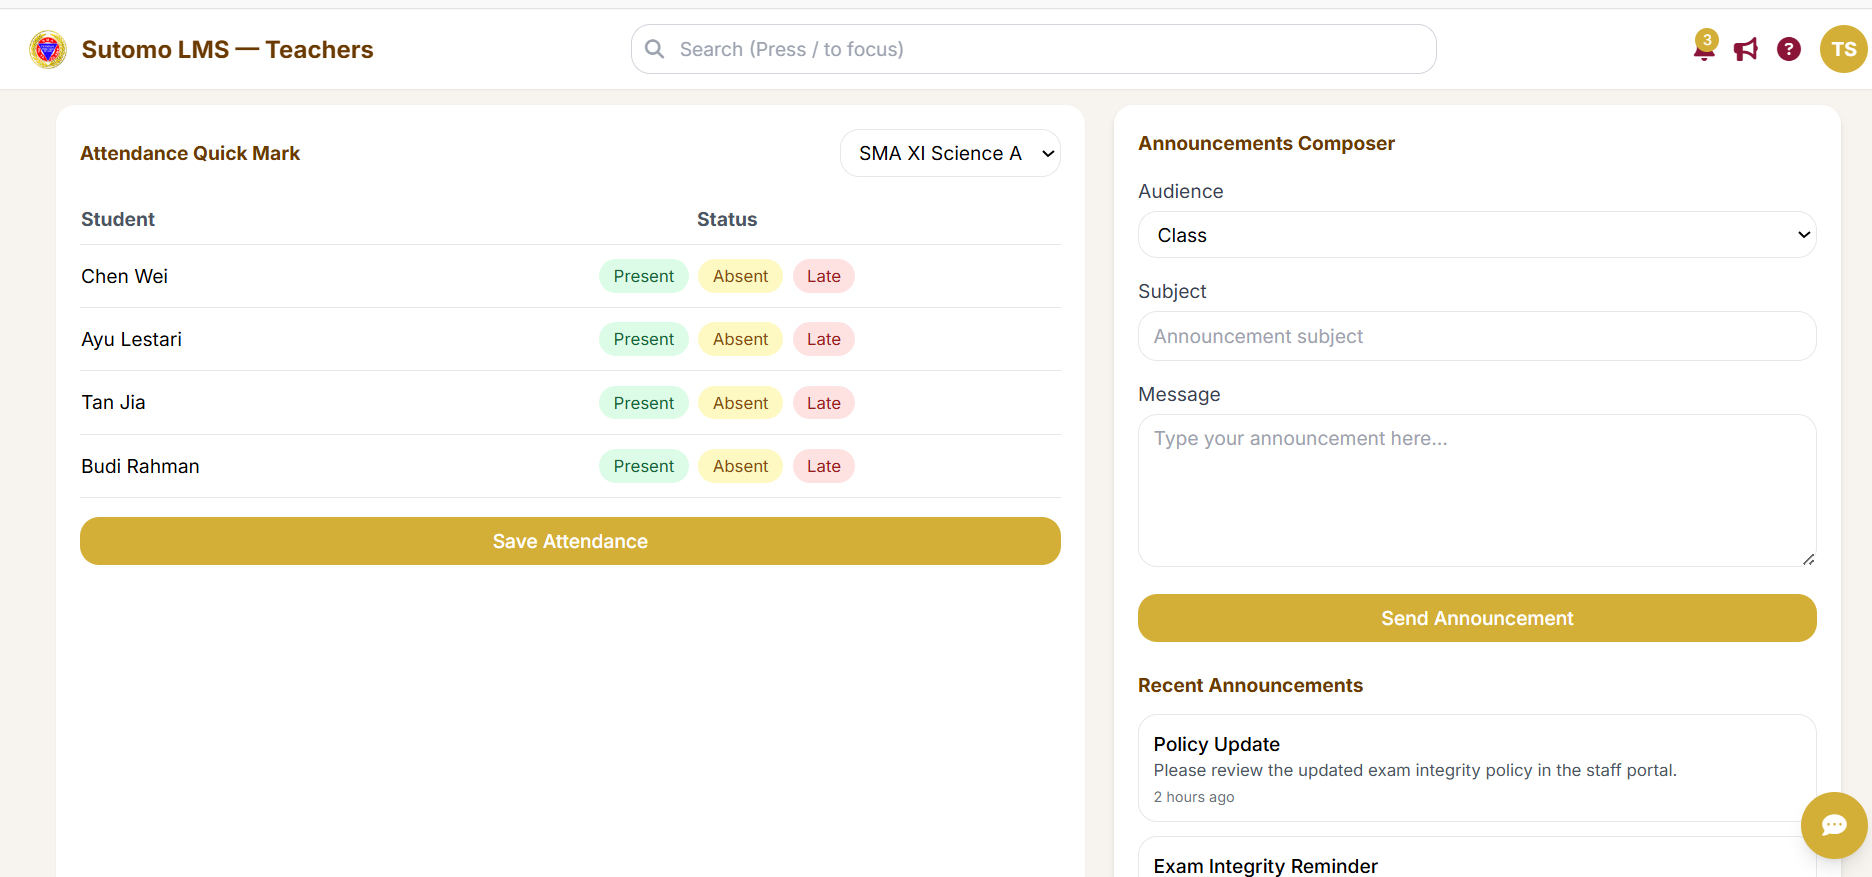 Sutomo LMS — Teachers
Search (Press / to focus)
3
?
TS
Attendance Quick Mark
SMA XI Science A
Student Status
Chen Wei Present Absent Late
Ayu Lestari Present Absent Late
Tan Jia Present Absent Late
Budi Rahman Present Absent Late
Save Attendance
Announcements Composer
Audience
Class
Subject
Announcement subject
Message
Type your announcement here...
Send Announcement
Recent Announcements
Policy Update
Please review the updated exam integrity policy in the staff portal.
2 hours ago
Exam Integrity Reminder